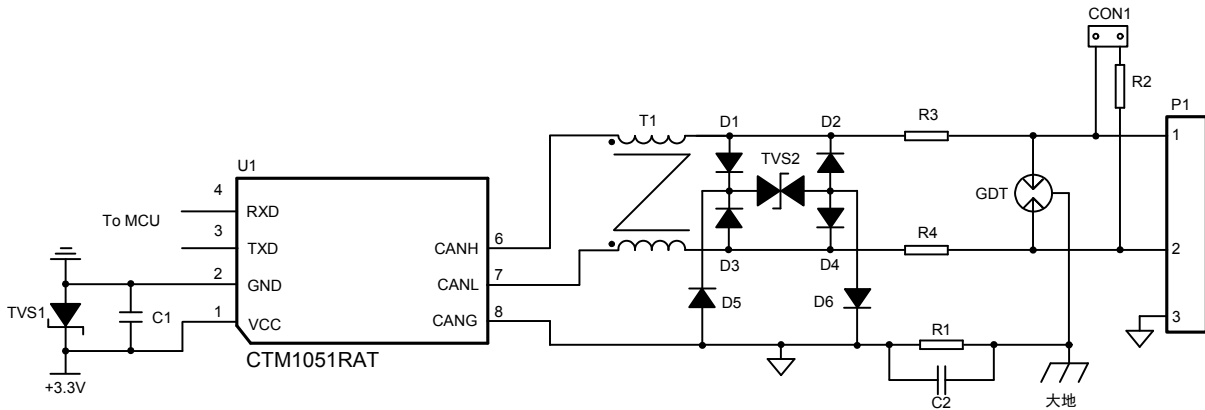 CON1
R2
P1
T1
D1
D2
R3
1
TVS2
U1
GDT
4
RXD
To MCU
3
TXD
CANH
6
R4
2
D3
D4
2
GND
CANL
7
TVS1
C1
D5
D6
1
VCC
CANG
8
R1
3
CTM1051RAT
+3.3V
C2
大地